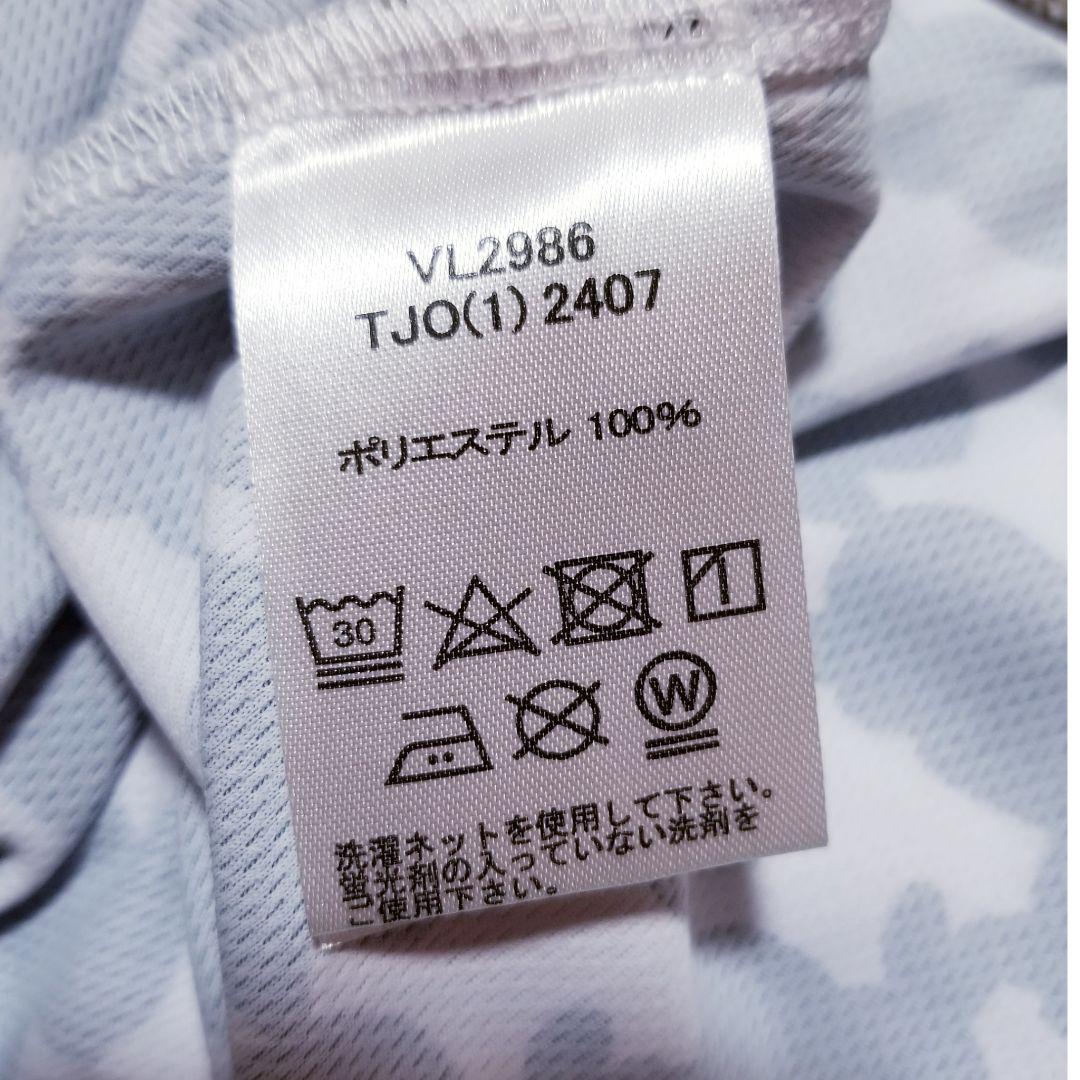 VL2986
TJO(1) 2407
ポリエステル 100%
30
W
洗濯ネットを使用して下さい。
蛍光剤の入っていない洗剤を
ご使用下さい。